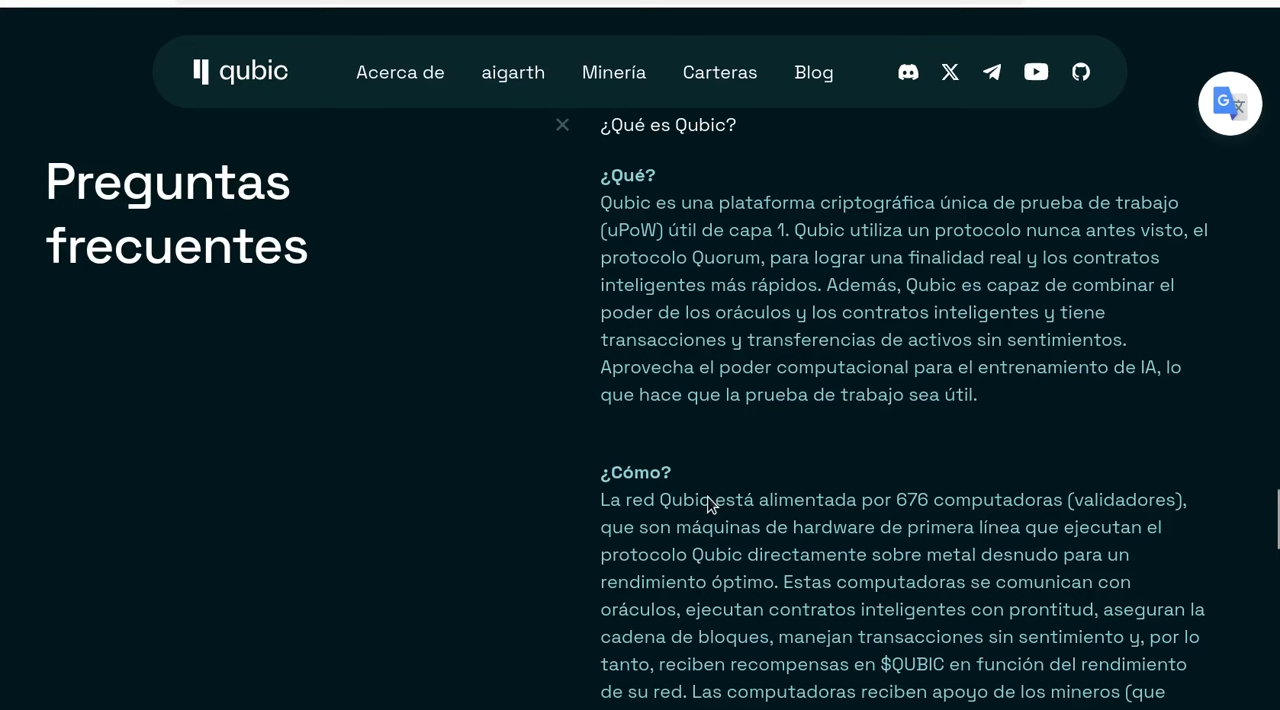 qubic Acerca de aigarth Minería Carteras Blog
Preguntas
frecuentes
¿Qué es Qubic?
¿Qué?
Qubic es una plataforma criptográfica única de prueba de trabajo
(uPoW) útil de capa 1. Qubic utiliza un protocolo nunca antes visto, el
protocolo Quorum, para lograr una finalidad real y los contratos
inteligentes más rápidos. Además, Qubic es capaz de combinar el
poder de los oráculos y los contratos inteligentes y tiene
transacciones y transferencias de activos sin sentimientos.
Aprovecha el poder computacional para el entrenamiento de IA, lo
que hace que la prueba de trabajo sea útil.
¿Cómo?
La red Qubic está alimentada por 676 computadoras (validadores),
que son máquinas de hardware de primera línea que ejecutan el
protocolo Qubic directamente sobre metal desnudo para un
rendimiento óptimo. Estas computadoras se comunican con
oráculos, ejecutan contratos inteligentes con prontitud, aseguran la
cadena de bloques, manejan transacciones sin sentimiento y, por lo
tanto, reciben recompensas en $QUBIC en función del rendimiento
de su red. Las computadoras reciben apoyo de los mineros (que